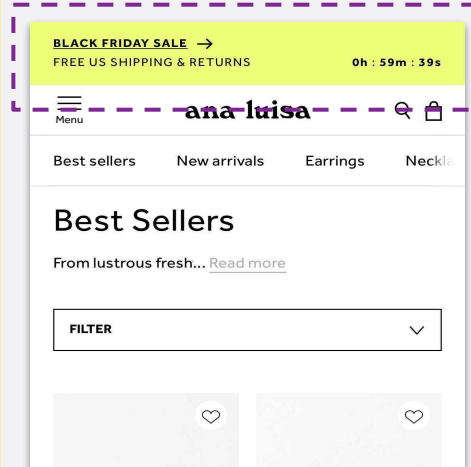 BLACK FRIDAY SALE →
FREE US SHIPPING & RETURNS
0h : 59m : 39s
Menu
ana luisa
Best sellers New arrivals Earrings Neckla
Best Sellers
From lustrous fresh... Read more
FILTER